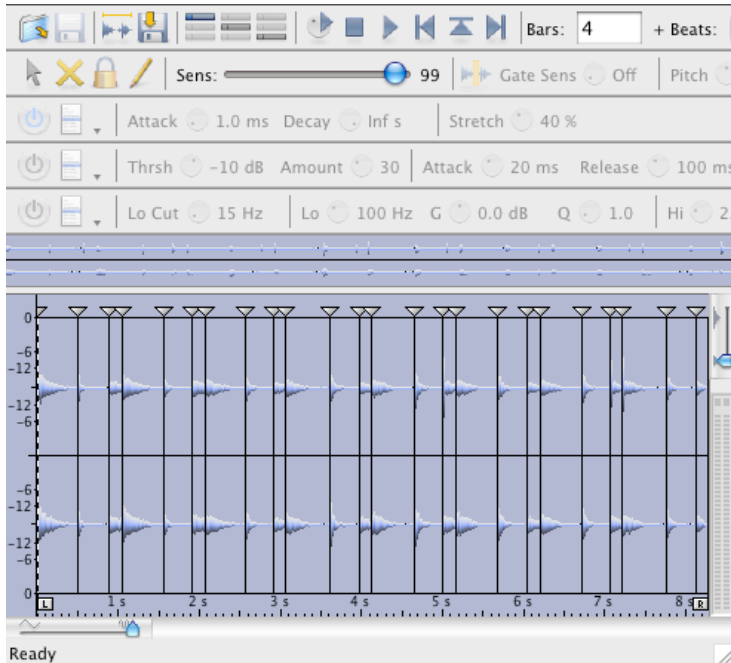 Bars: 4 + Beats:
Sens: 99 Gate Sens Off Pitch
Attack 1.0 ms Decay Inf s Stretch 40 %
Thrsh -10 dB Amount 30 Attack 20 ms Release 100 ms
Lo Cut 15 Hz Lo 100 Hz G 0.0 dB Q 1.0 Hi 2.
0
-6
-12
-12
-6
-6
-12
-12
-6
0
L 1 s 2 s 3 s 4 s 5 s 6 s 7 s 8 s R
Ready